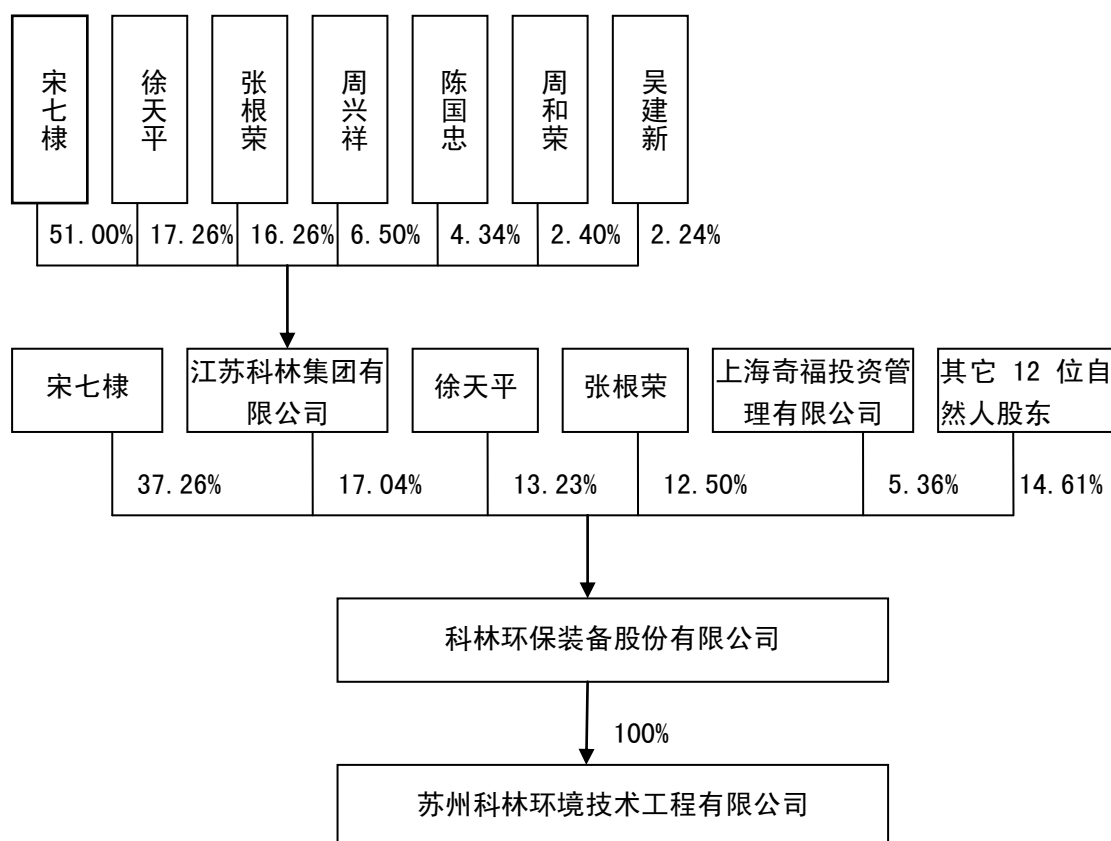 宋七棣
徐天平
张根荣
周兴祥
陈国忠
周和荣
吴建新
51.00%
17.26%
16.26%
6.50%
4.34%
2.40%
2.24%
宋七棣
江苏科林集团有
限公司
徐天平
张根荣
上海奇福投资管
理有限公司
其它 12 位自
然人股东
37.26%
17.04%
13.23%
12.50%
5.36%
14.61%
科林环保装备股份有限公司
100%
苏州科林环境技术工程有限公司